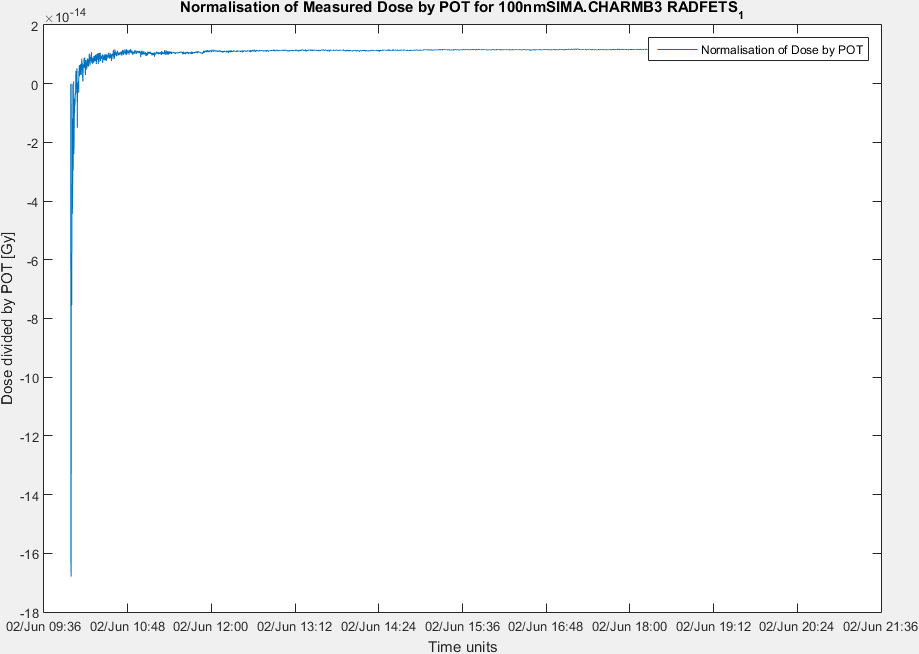 Normalisation of Measured Dose by POT for 100nmSIMA.CHARMB3 RADFETS_1
×10^-14
Normalisation of Dose by POT
2
0
-2
-4
-6
-8
-10
-12
-14
-16
-18
Dose divided by POT [Gy]
02/Jun 09:36 02/Jun 10:48 02/Jun 12:00 02/Jun 13:12 02/Jun 14:24 02/Jun 15:36 02/Jun 16:48 02/Jun 18:00 02/Jun 19:12 02/Jun 20:24 02/Jun 21:36
Time units